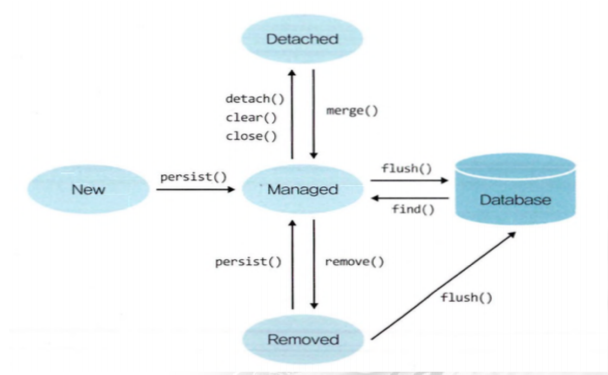 Detached
detach()
clear()
close()
merge()
New
persist()
Managed
flush()
find()
Database
persist()
remove()
flush()
Removed